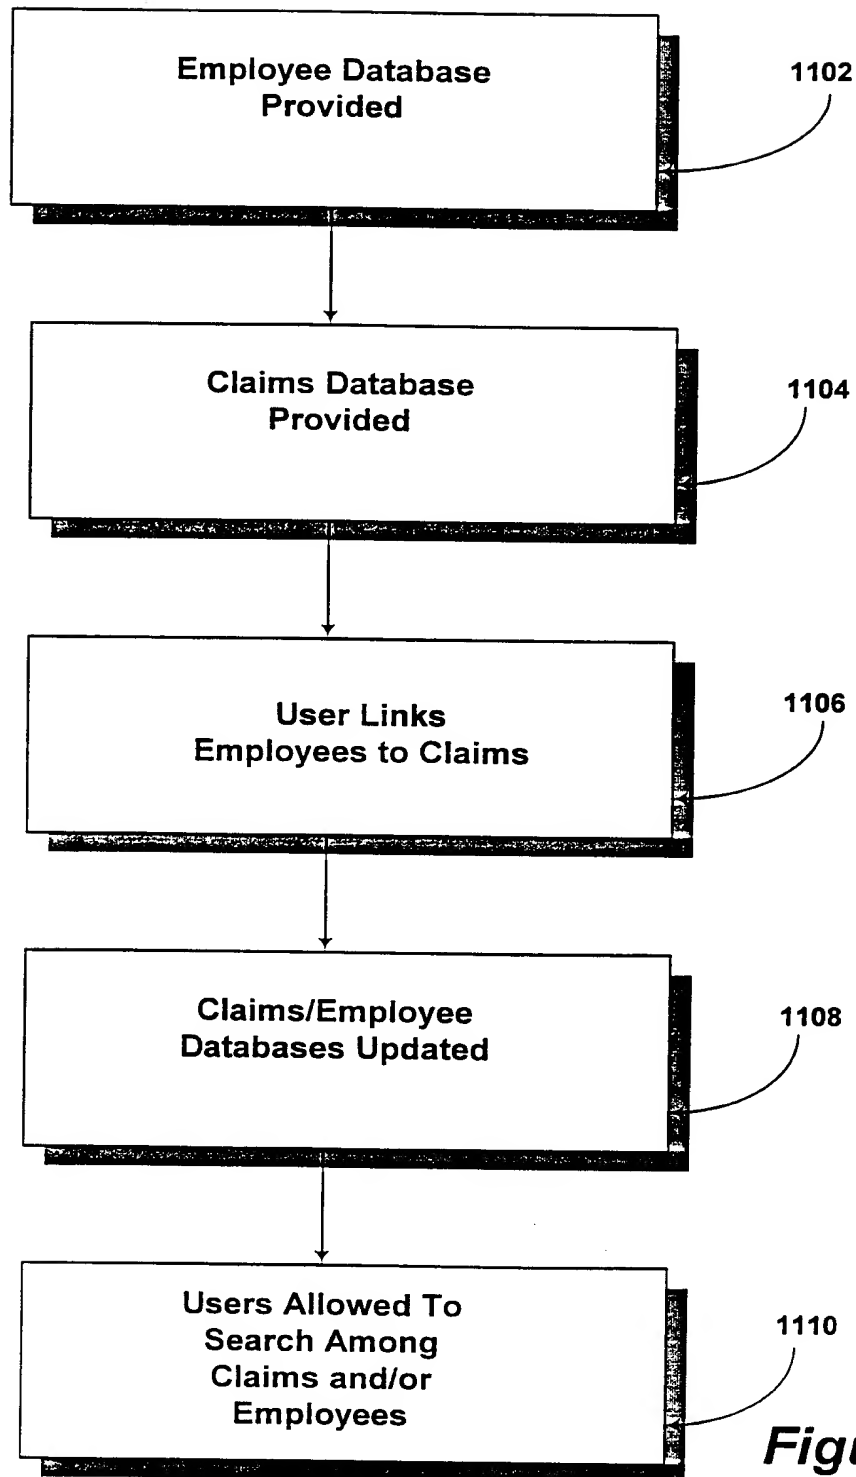 Employee Database
Provided
1102
Claims Database
Provided
1104
User Links
Employees to Claims
1106
Claims/Employee
Databases Updated
1108
Users Allowed To
Search Among
Claims and/or
Employees
1110